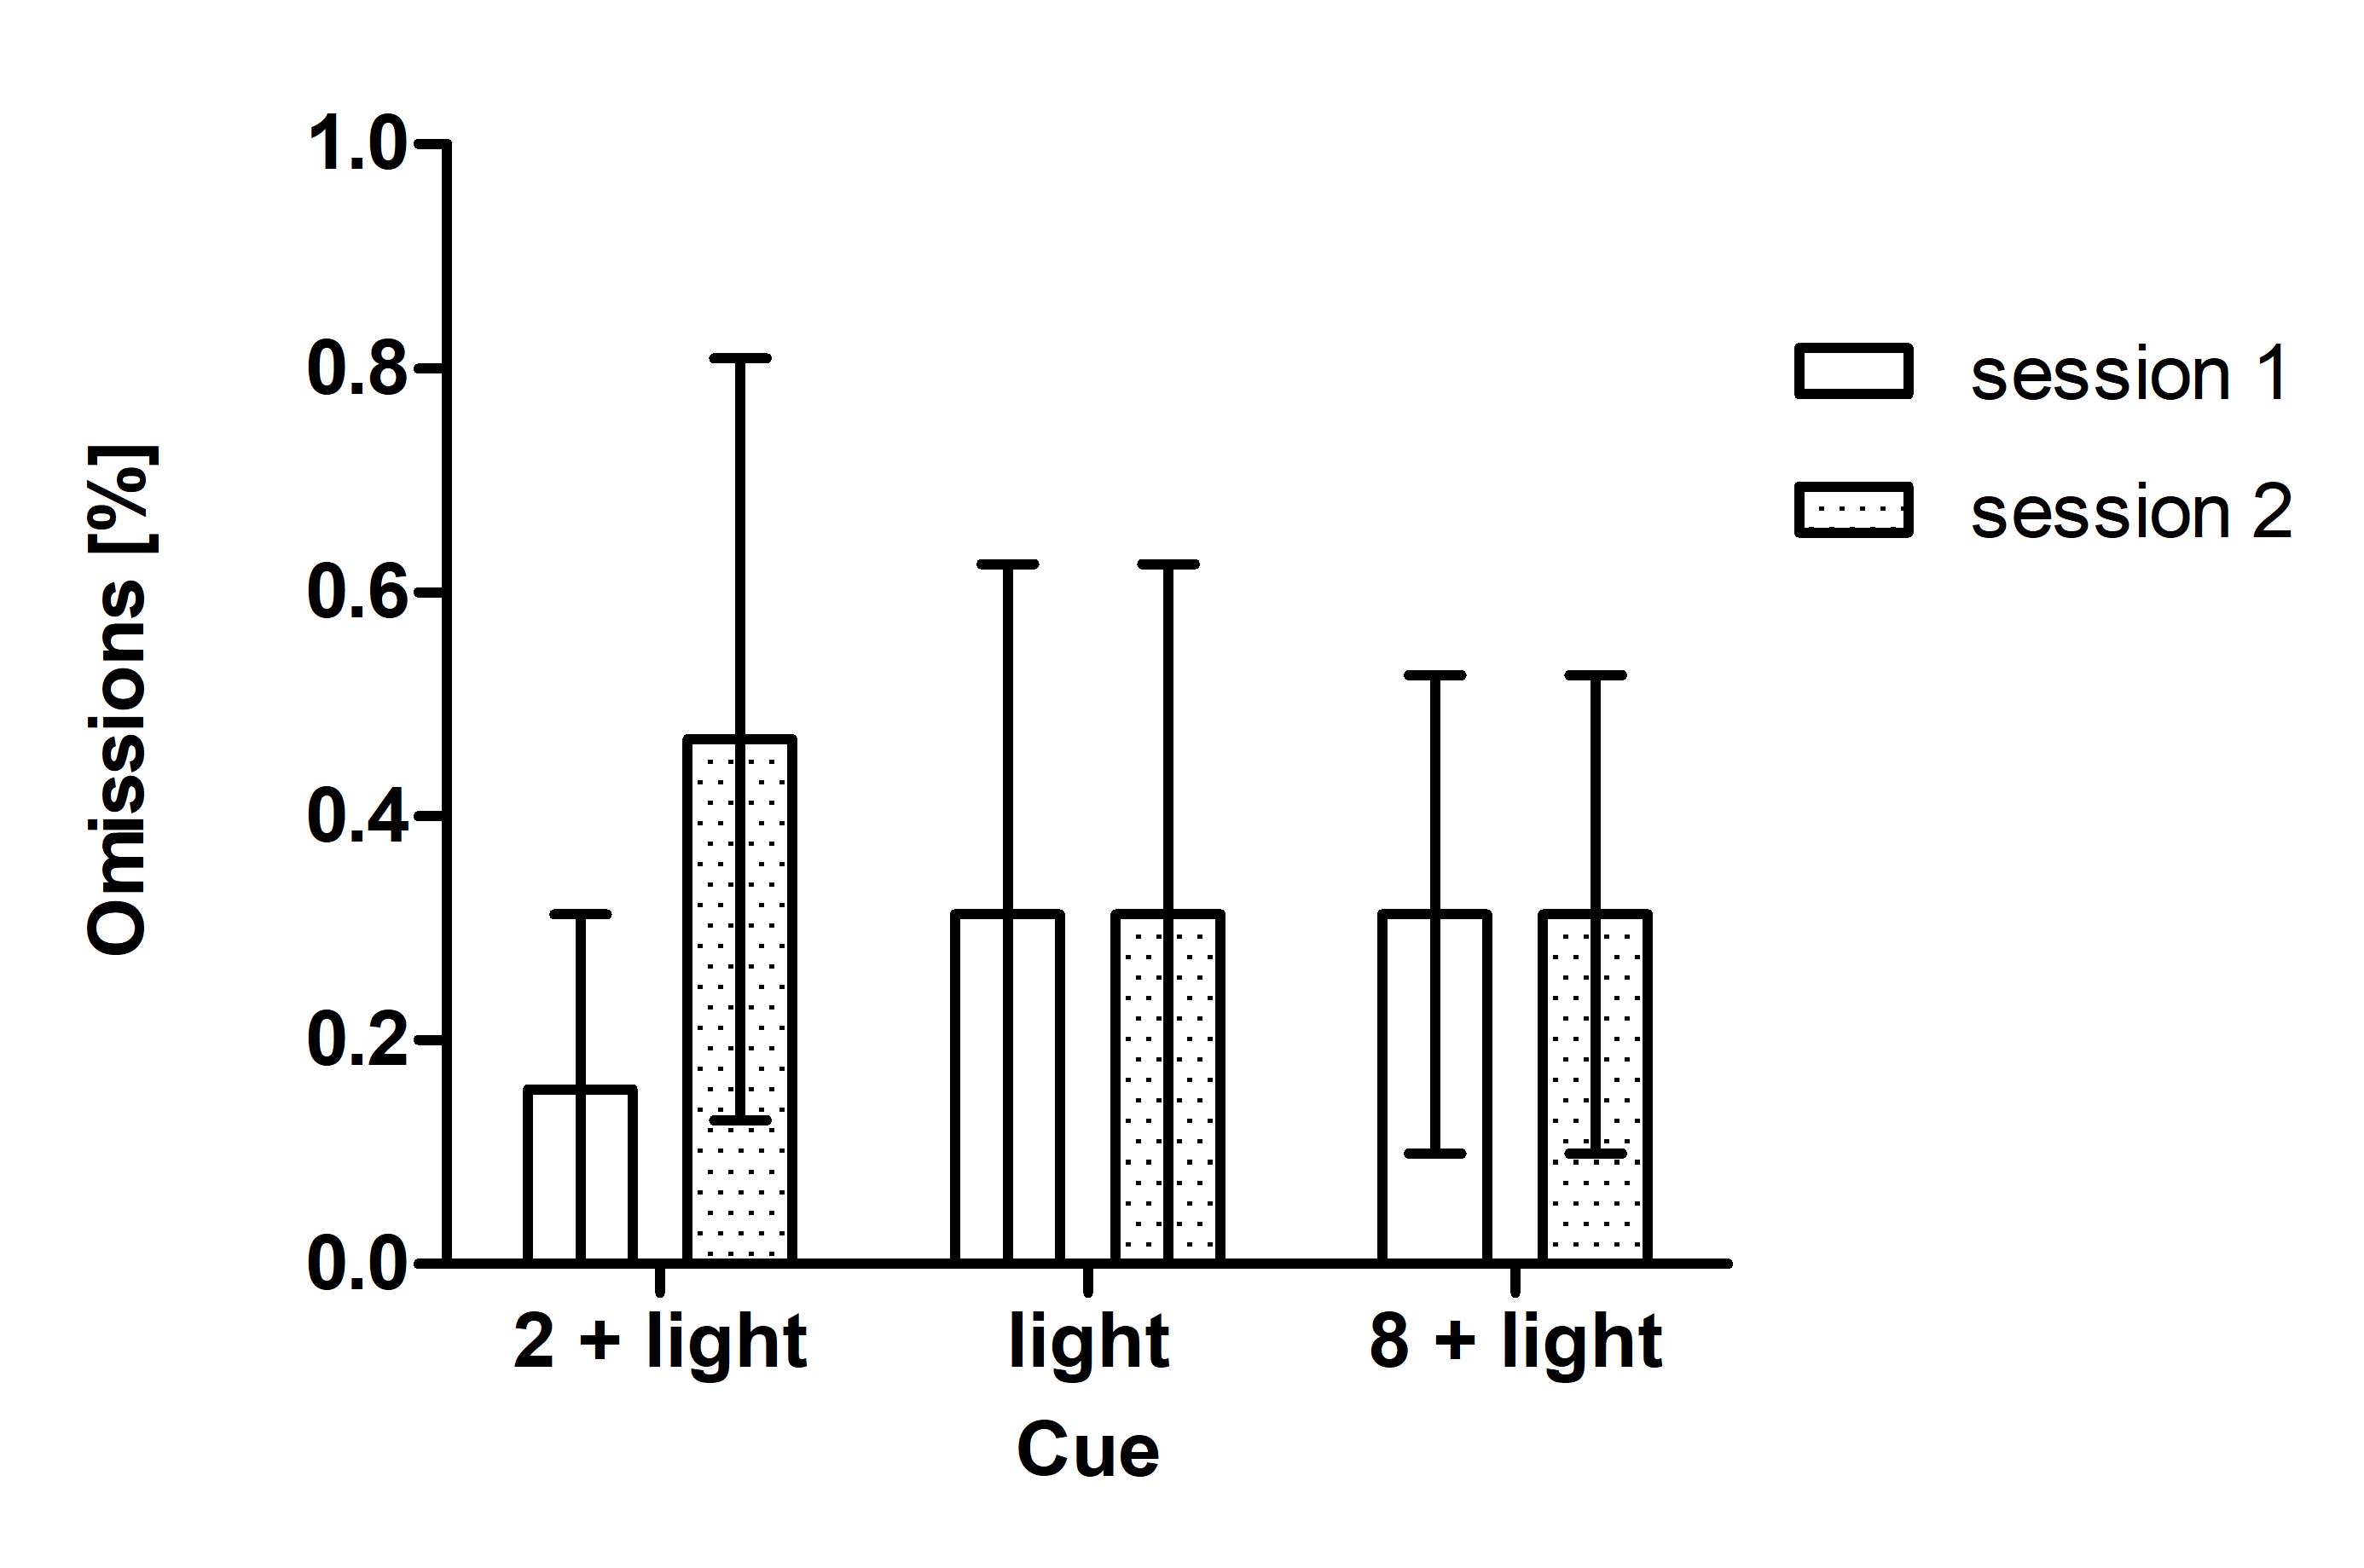 1.0
0.8
0.6
0.4
0.2
0.0
Omissions [%]
2 + light
light
8 + light
Cue
session 1
session 2